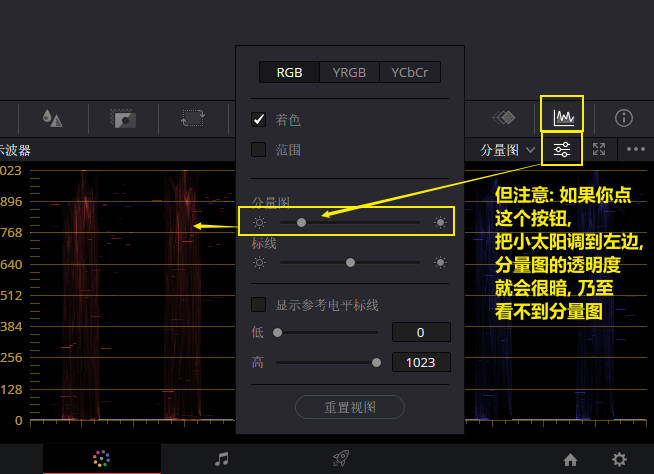 RGB YRGB YCbCr
着色
范围
示波器
分量图
023
896
768
640
512
384
256
128
0
分量图
标线
显示参考电平标线
低 0
高 1023
重置视图
但注意: 如果你点
这个按钮,
把小太阳调到左边,
分量图的透明度
就会很暗, 乃至
看不到分量图